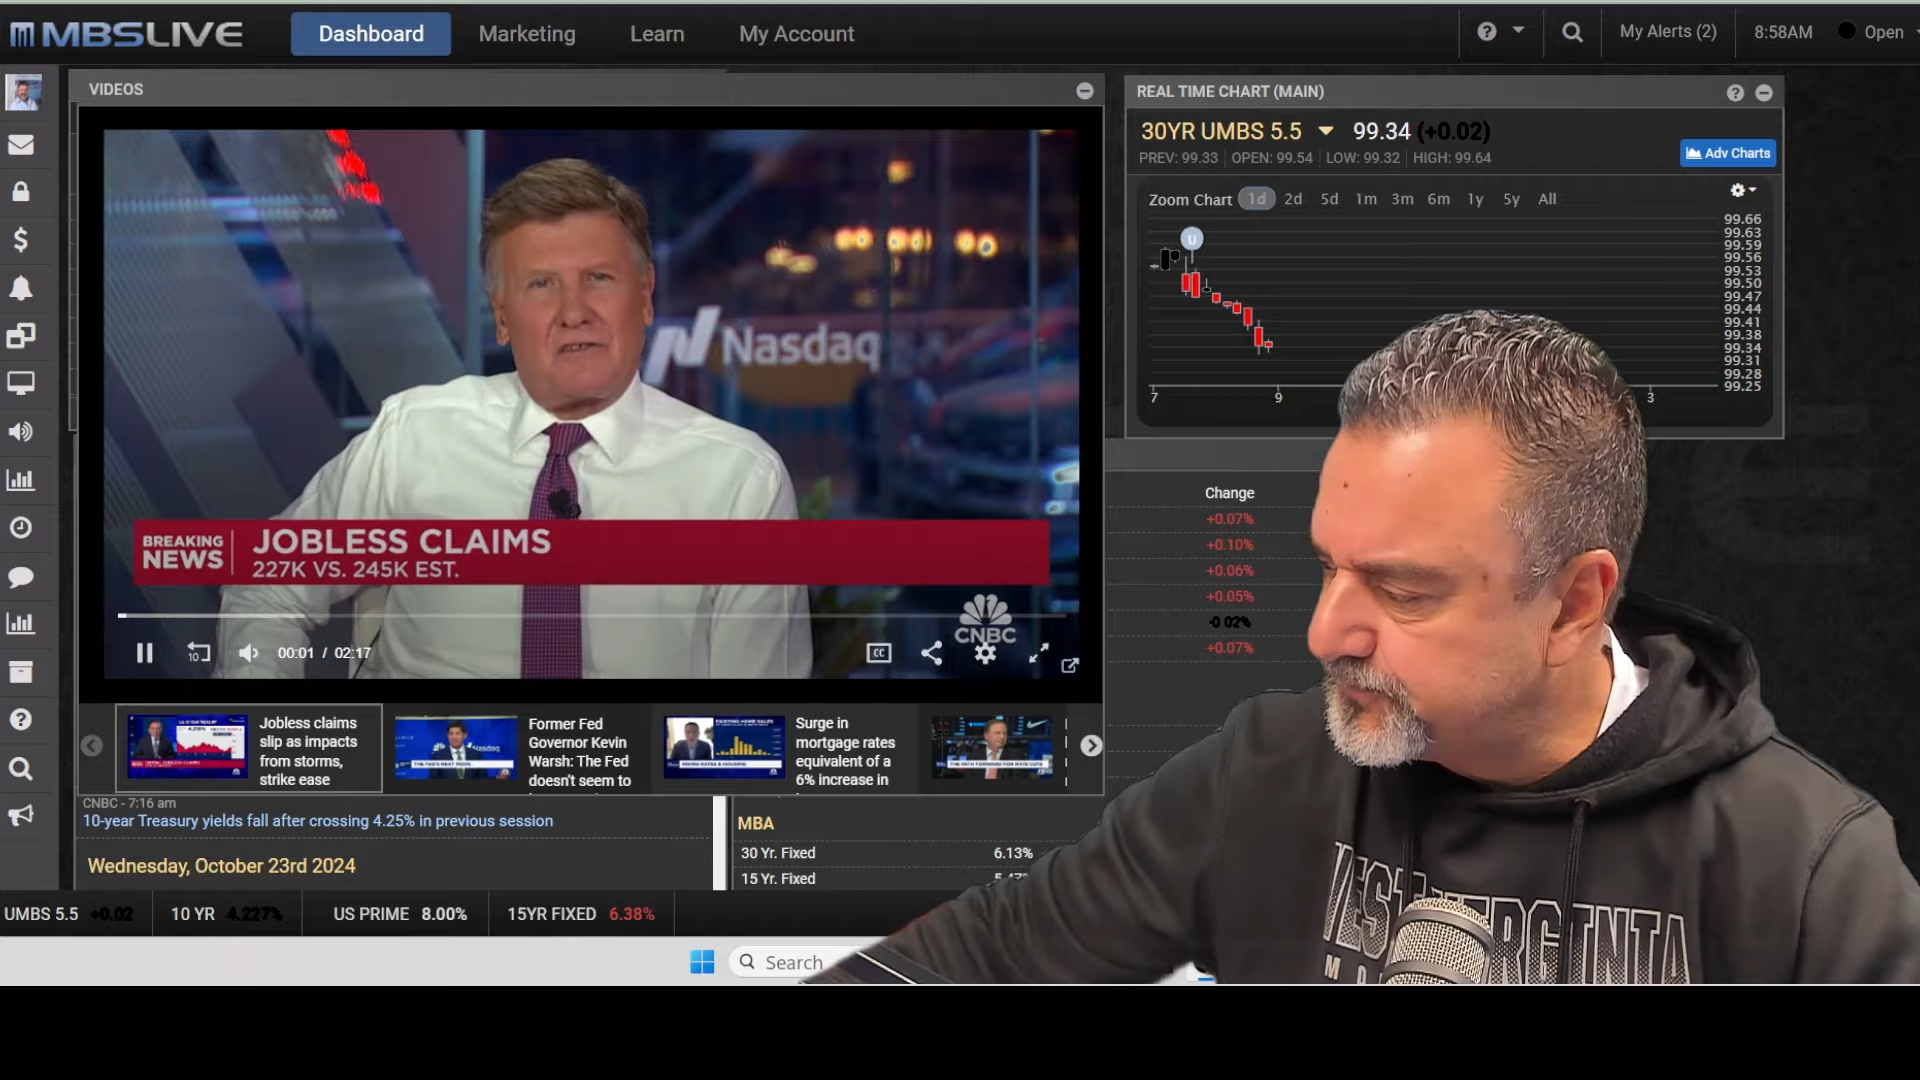 MBSLIVE
Dashboard
Marketing
Learn
My Account
My Alerts (2)
8:58AM
Open
VIDEOS
Nasdaq
BREAKING NEWS
JOBLESS CLAIMS
227K VS. 245K EST.
CNBC
10
00:01 / 02:17
CC
Jobless claims
slip as impacts
from storms,
strike ease
Former Fed
Governor Kevin
Warsh: The Fed
doesn't seem to
Surge in
mortgage rates
equivalent of a
6% increase in
CNBC - 7:16 am
10-year Treasury yields fall after crossing 4.25% in previous session
Wednesday, October 23rd 2024
MBA
30 Yr. Fixed 6.13%
15 Yr. Fixed
REAL TIME CHART (MAIN)
30YR UMBS 5.5 99.34 (+0.02)
PREV: 99.33 OPEN: 99.54 LOW: 99.32 HIGH: 99.64
Adv Charts
Zoom Chart 1d 2d 5d 1m 3m 6m 1y 5y All
U
99.66
99.63
99.59
99.56
99.53
99.50
99.47
99.44
99.41
99.38
99.34
99.31
99.28
99.25
7 9 3
Change
+0.07%
+0.10%
+0.06%
+0.05%
-0.02%
+0.07%
UMBS 5.5 +0.02
10 YR 4.227%
US PRIME 8.00%
15YR FIXED 6.38%
Search